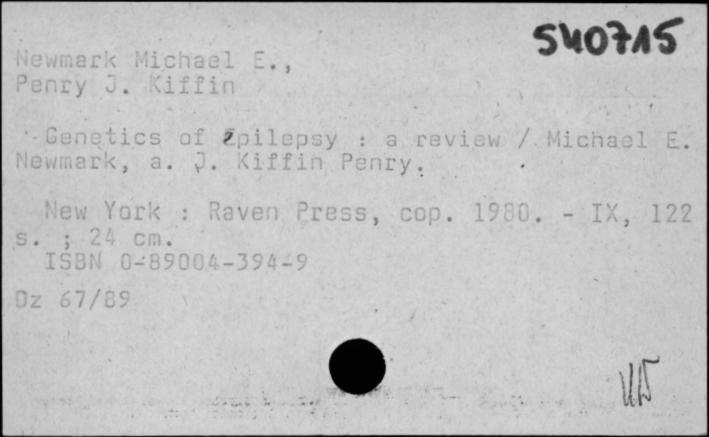 540715
Newmark Michael E.,
Penry J. Kiffin
Genetics of epilepsy : a review / Michael E.
Newmark, a. J. Kiffin Penry.
New York : Raven Press, cop. 1980. - IX, 122
s. ; 24 cm.
ISBN 0-89004-394-9
Dz 67/89